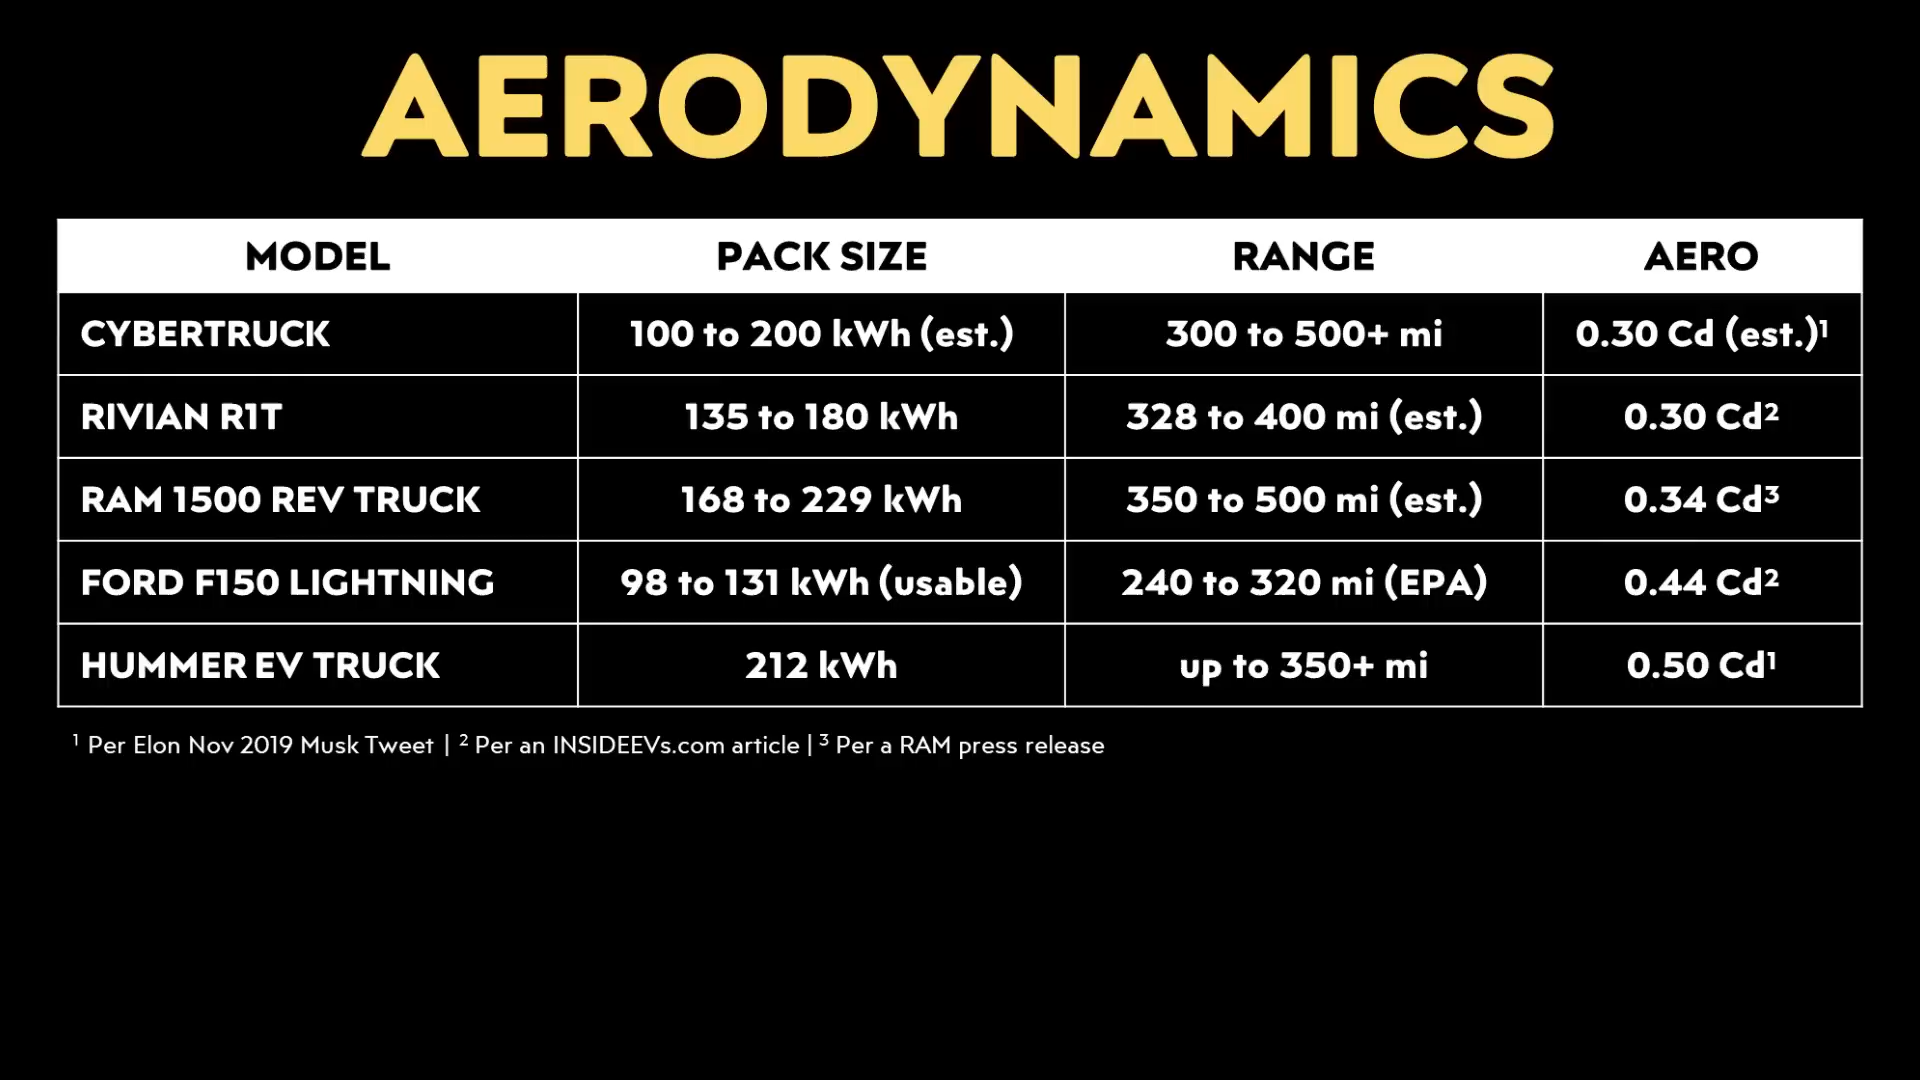 AERODYNAMICS
MODEL PACK SIZE RANGE AERO
CYBERTRUCK 100 to 200 kWh (est.) 300 to 500+ mi 0.30 Cd (est.)¹
RIVIAN R1T 135 to 180 kWh 328 to 400 mi (est.) 0.30 Cd²
RAM 1500 REV TRUCK 168 to 229 kWh 350 to 500 mi (est.) 0.34 Cd³
FORD F150 LIGHTNING 98 to 131 kWh (usable) 240 to 320 mi (EPA) 0.44 Cd²
HUMMER EV TRUCK 212 kWh up to 350+ mi 0.50 Cd¹
¹ Per Elon Nov 2019 Musk Tweet | ² Per an INSIDEEVs.com article | ³ Per a RAM press release